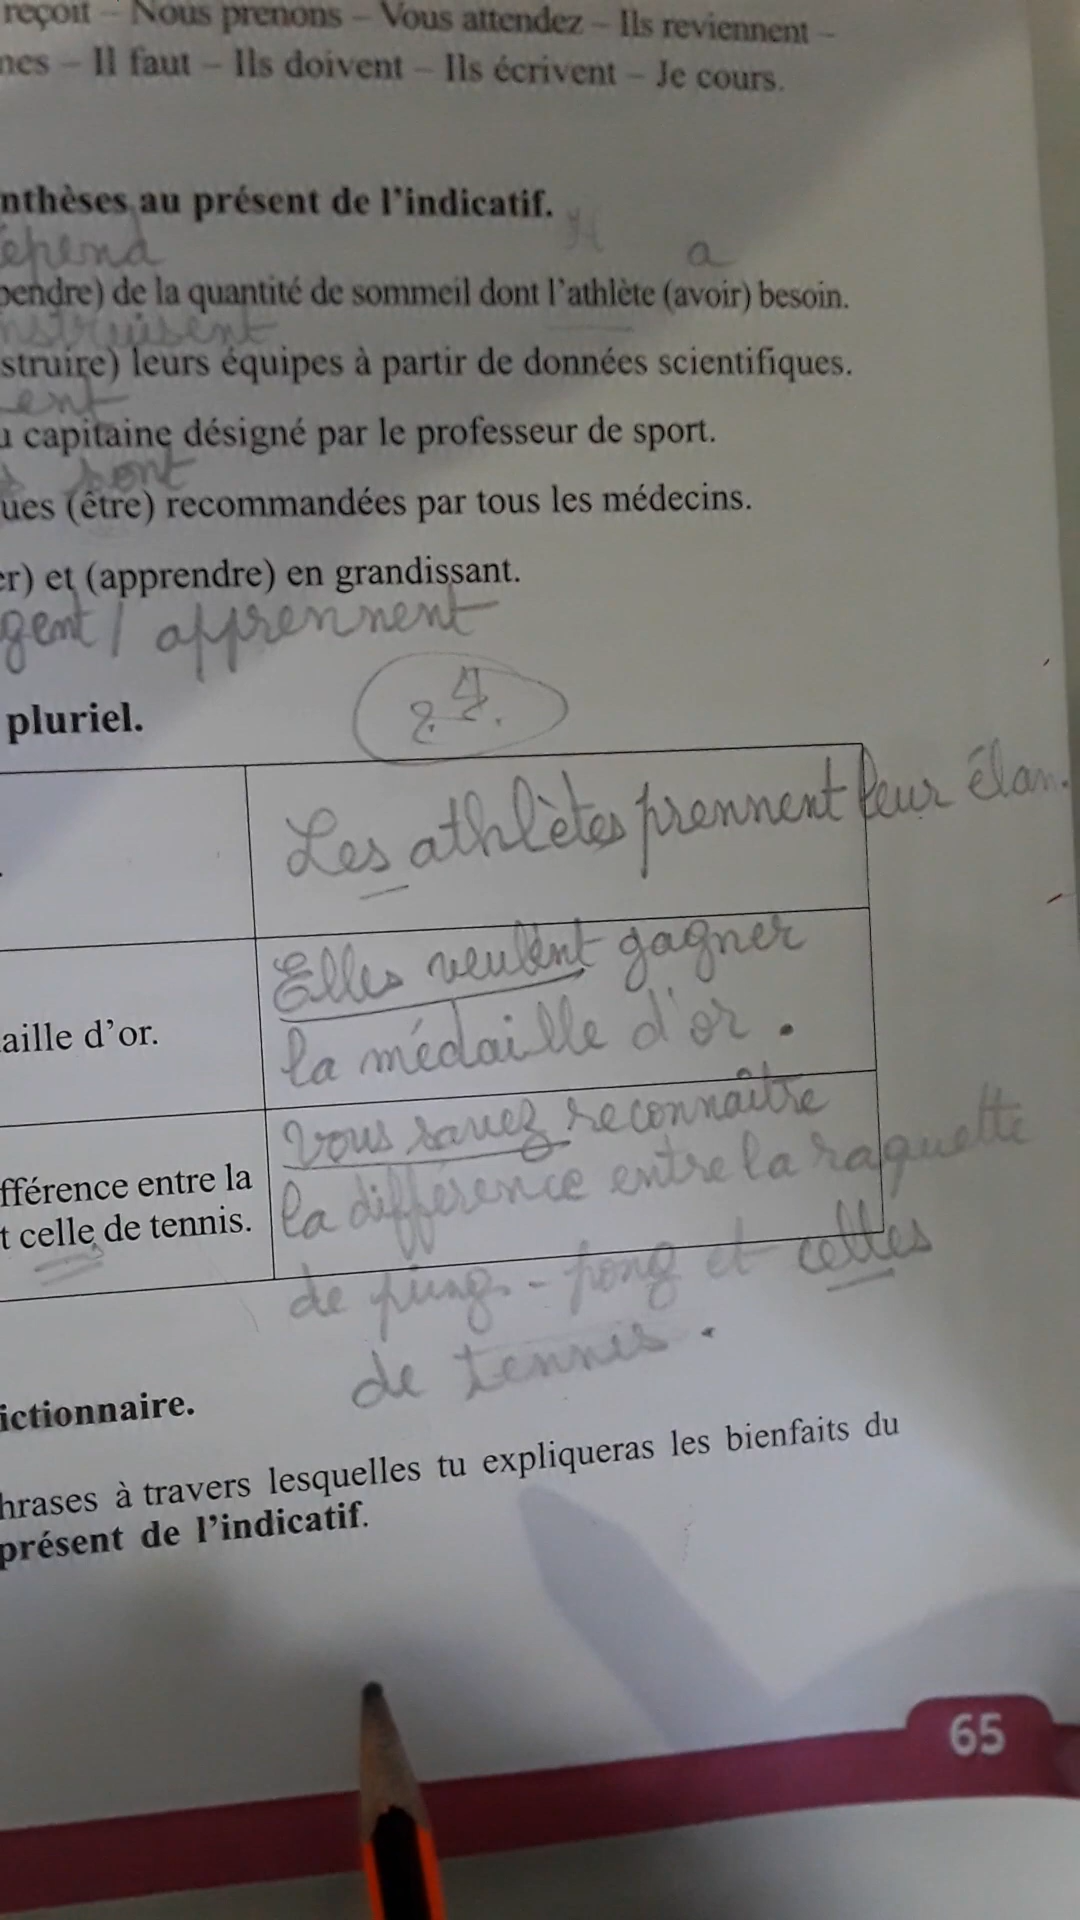 reçoit – Nous prenons – Vous attendez – Ils reviennent –
nes – Il faut – Ils doivent – Ils écrivent – Je cours.
nthèses au présent de l'indicatif.
épend a
pendre) de la quantité de sommeil dont l'athlète (avoir) besoin.
nstruisent
struire) leurs équipes à partir de données scientifiques.
ent
u capitaine désigné par le professeur de sport.
sont
ues (être) recommandées par tous les médecins.
er) et (apprendre) en grandissant.
gent / apprennent
pluriel.
Les athlètes prennent leur élan.
Elles veulent gagner
aille d'or.
la médaille d'or.
Vous savez reconnaître
fférence entre la
la différence entre la raquette
t celle de tennis.
de ping-pong et celles
de tennis.
ictionnaire.
hrases à travers lesquelles tu expliqueras les bienfaits du
présent de l'indicatif.
65